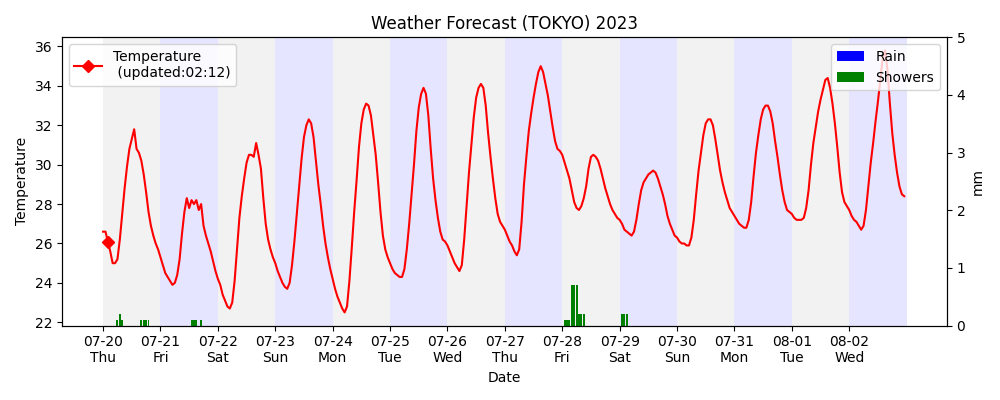 Weather Forecast (TOKYO) 2023
Temperature
(updated:02:12)
Rain
Showers
Temperature
36
34
32
30
28
26
24
22
5
4
3
2
1
0
mm
07-20 07-21 07-22 07-23 07-24 07-25 07-26 07-27 07-28 07-29 07-30 07-31 08-01 08-02
Thu Fri Sat Sun Mon Tue Wed Thu Fri Sat Sun Mon Tue Wed
Date